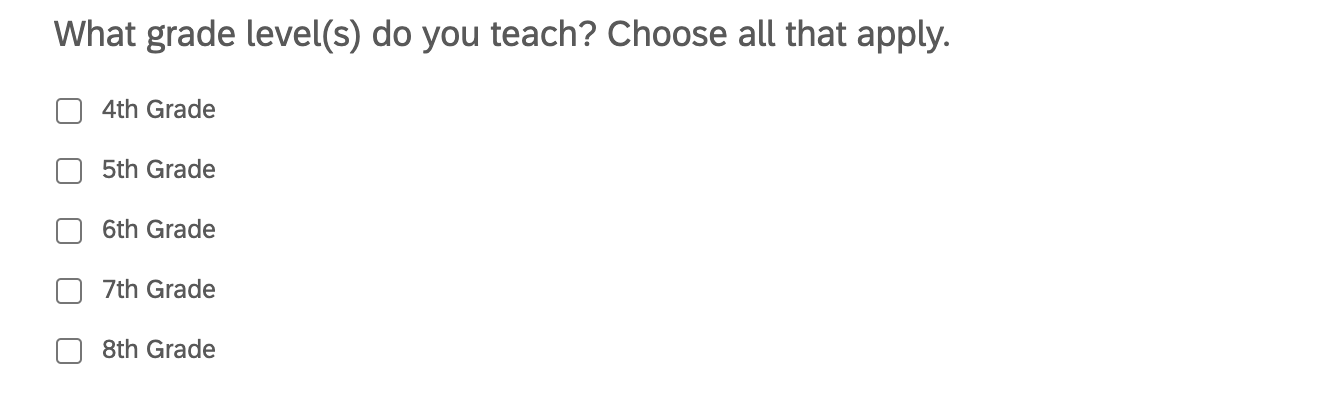 What grade level(s) do you teach? Choose all that apply.
4th Grade
5th Grade
6th Grade
7th Grade
8th Grade